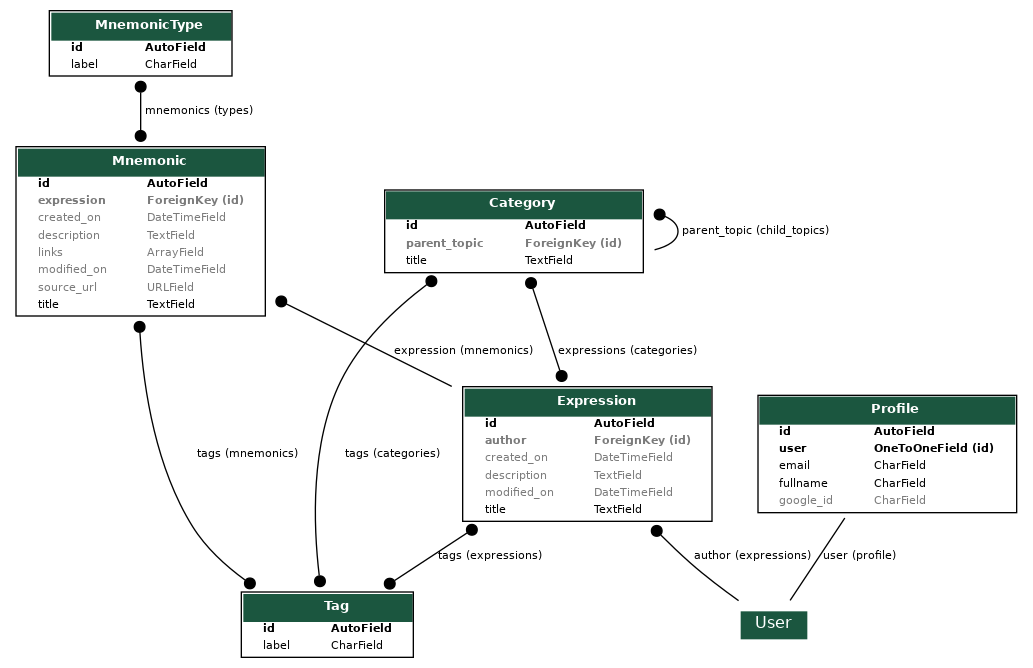 MnemonicType
id AutoField
label CharField
mnemonics (types)
Mnemonic
id AutoField
expression ForeignKey (id)
created_on DateTimeField
description TextField
links ArrayField
modified_on DateTimeField
source_url URLField
title TextField
Category
id AutoField
parent_topic ForeignKey (id)
title TextField
parent_topic (child_topics)
expression (mnemonics)
expressions (categories)
Expression
id AutoField
author ForeignKey (id)
created_on DateTimeField
description TextField
modified_on DateTimeField
title TextField
Profile
id AutoField
user OneToOneField (id)
email CharField
fullname CharField
google_id CharField
tags (mnemonics)
tags (categories)
tags (expressions)
author (expressions)
user (profile)
Tag
id AutoField
label CharField
User